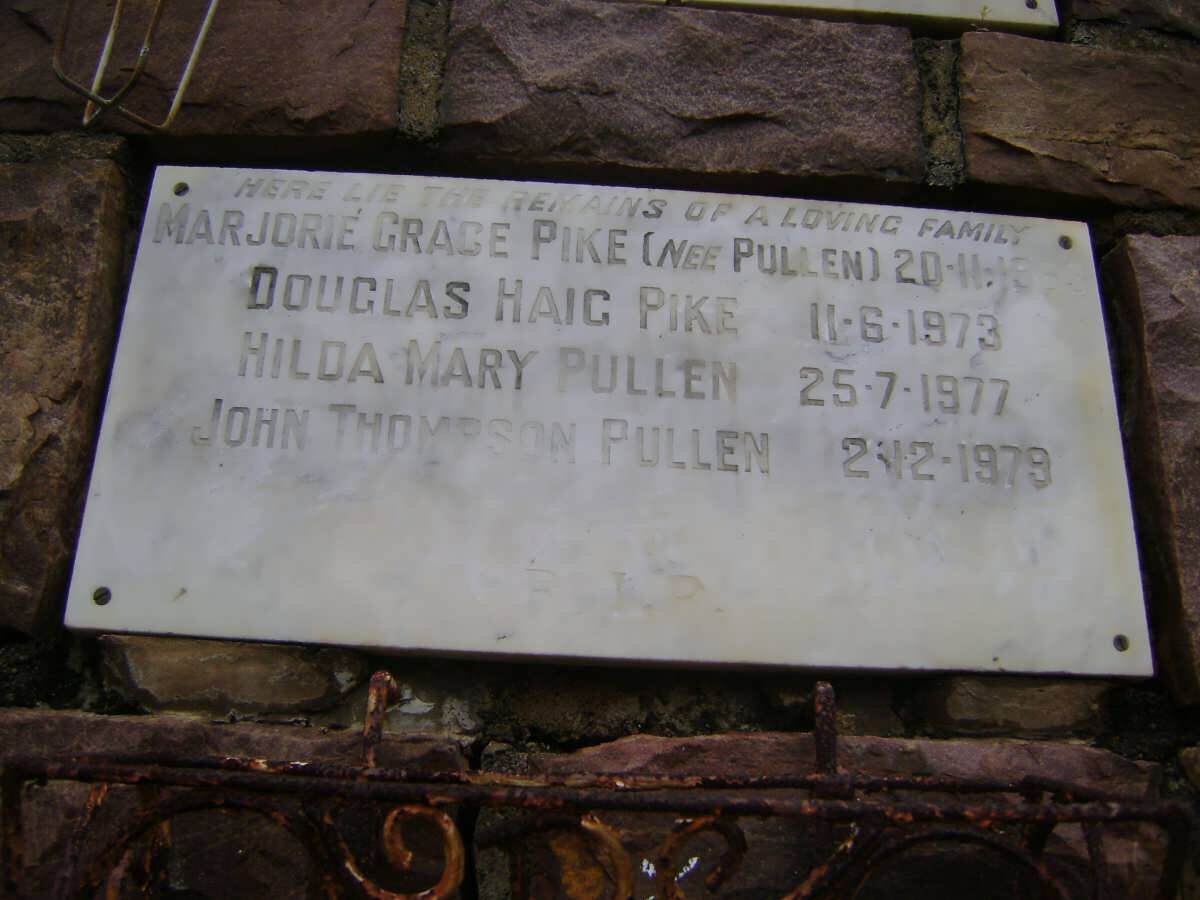 HERE LIE THE REMAINS OF A LOVING FAMILY
MARJORIE GRACE PIKE (NEE PULLEN) 20·11·
DOUGLAS HAIG PIKE 11·6·1973
HILDA MARY PULLEN 25·7·1977
JOHN THOMPSON PULLEN 2·12·1979
R.I.P.